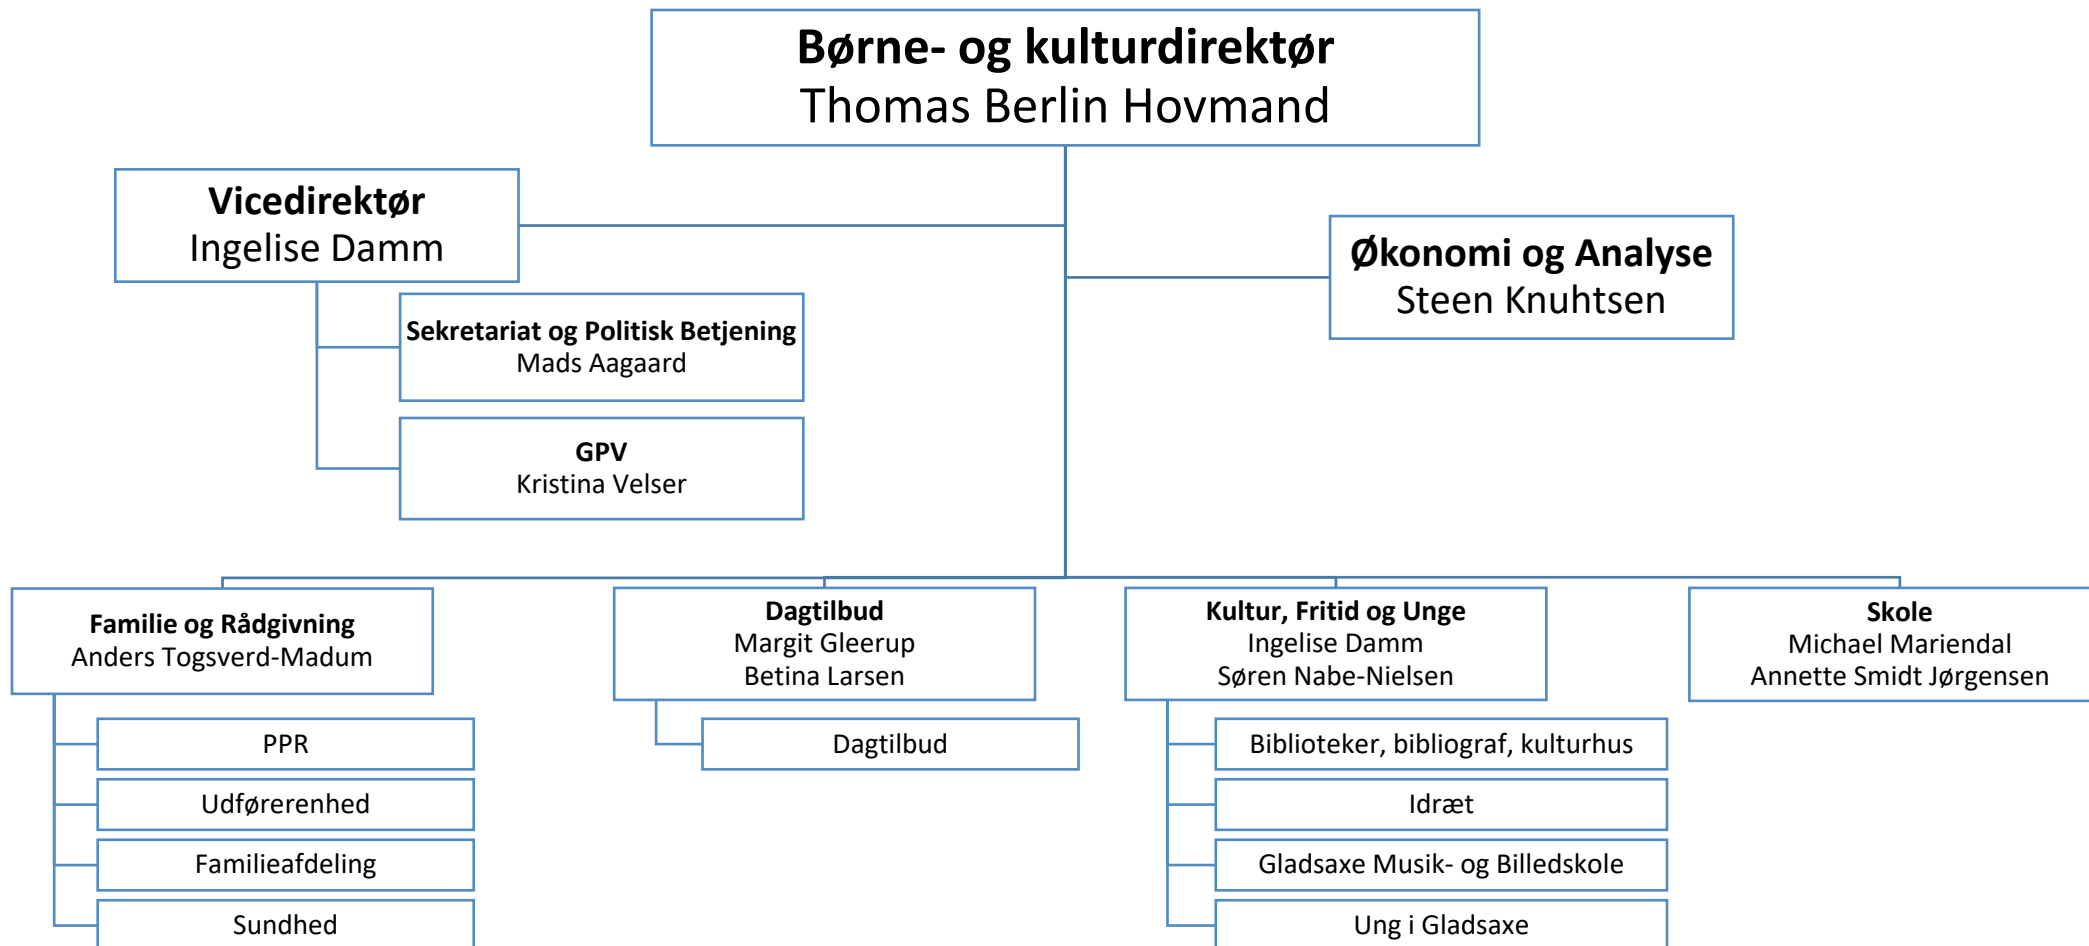 Børne- og kulturdirektør
Thomas Berlin Hovmand
Vicedirektør
Ingelise Damm
Økonomi og Analyse
Steen Knuhtsen
Sekretariat og Politisk Betjening
Mads Aagaard
GPV
Kristina Velser
Familie og Rådgivning
Anders Togsverd-Madum
PPR
Udførerenhed
Familieafdeling
Sundhed
Dagtilbud
Margit Gleerup
Betina Larsen
Dagtilbud
Kultur, Fritid og Unge
Ingelise Damm
Søren Nabe-Nielsen
Biblioteker, bibliograf, kulturhus
Idræt
Gladsaxe Musik- og Billedskole
Ung i Gladsaxe
Skole
Michael Mariendal
Annette Smidt Jørgensen